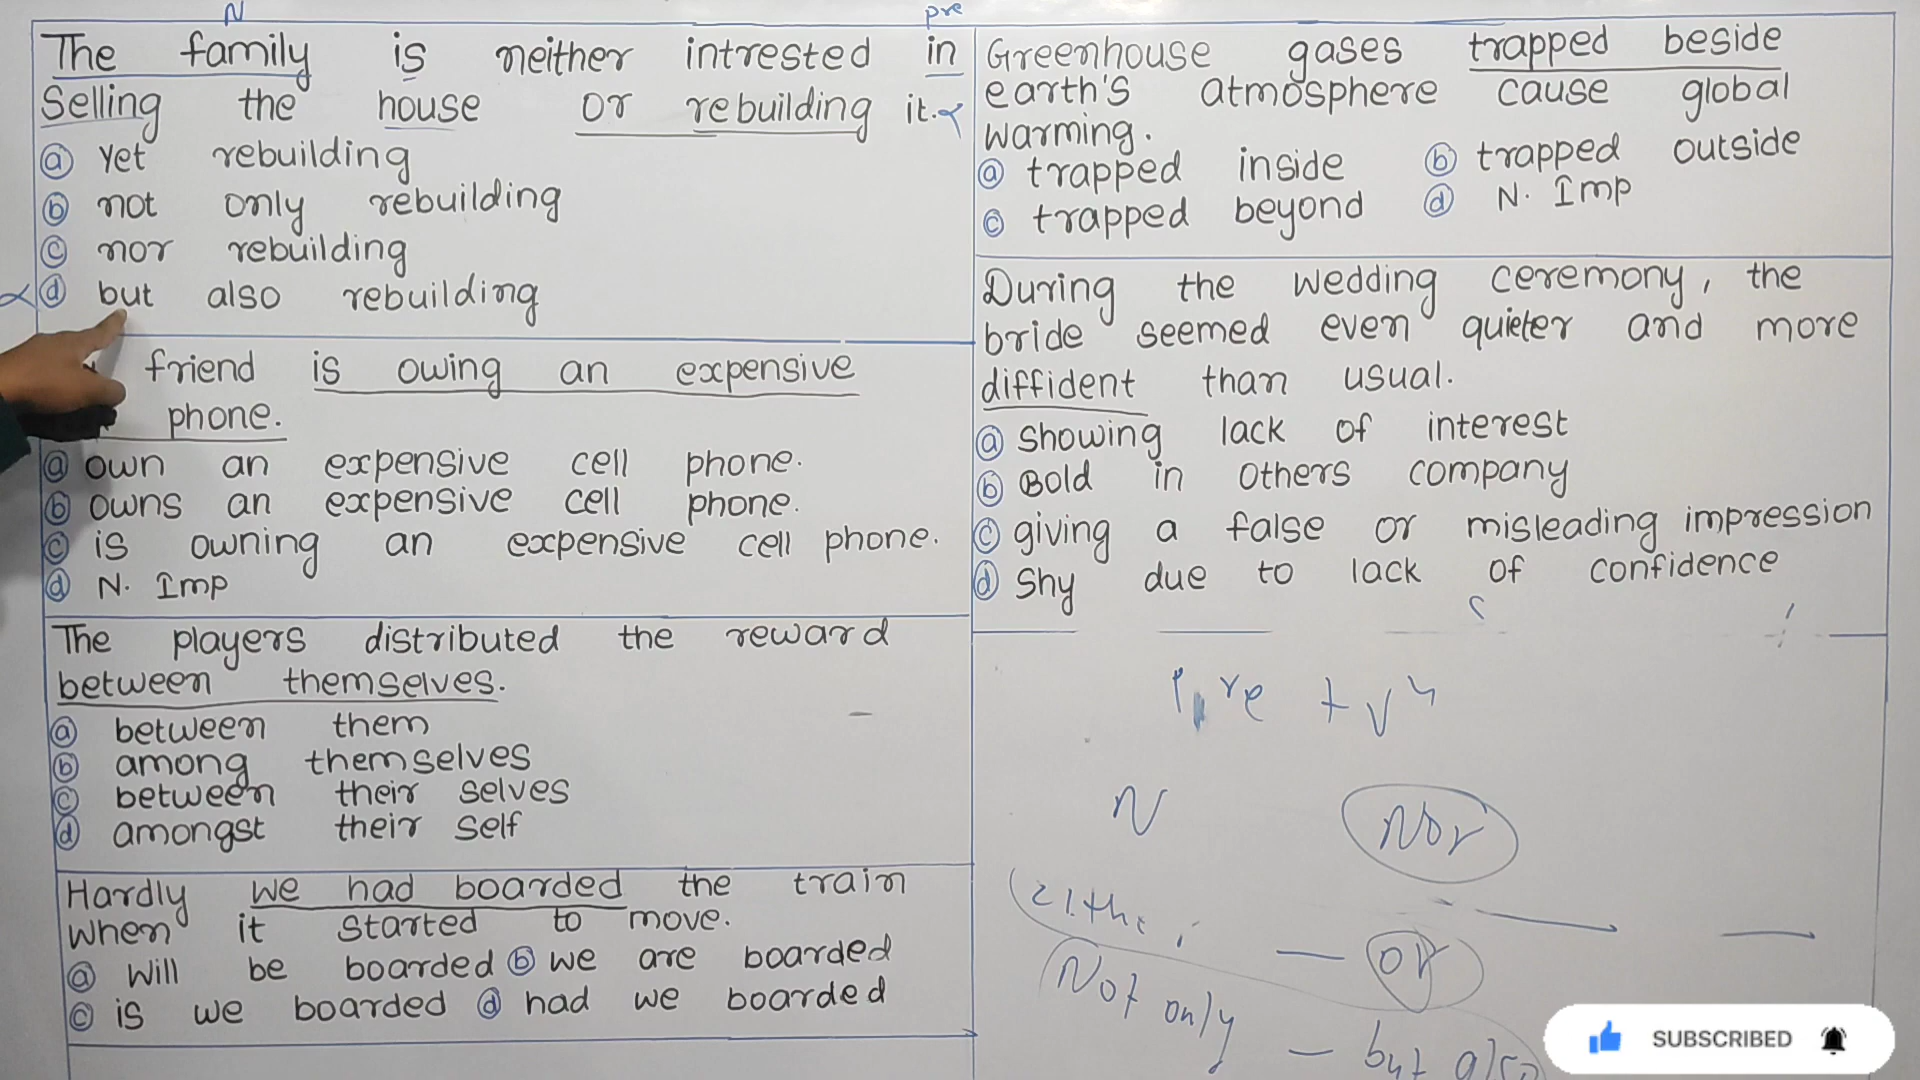 N
pre
The family is neither intrested in
Selling the house or rebuilding it.
ⓐ Yet rebuilding
ⓑ not only rebuilding
ⓒ nor rebuilding
ⓓ but also rebuilding
friend is owing an expensive
phone.
ⓐ own an expensive cell phone.
ⓑ owns an expensive cell phone.
ⓒ is owning an expensive cell phone.
ⓓ N. Imp
The players distributed the reward
between themselves.
ⓐ between them
ⓑ among themselves
ⓒ between their selves
ⓓ amongst their self
Hardly we had boarded the train
When it started to move.
ⓐ Will be boarded ⓑ we are boarded
ⓒ is we boarded ⓓ had we boarded
Greenhouse gases trapped beside
earth's atmosphere cause global
warming.
ⓐ trapped inside ⓑ trapped outside
ⓒ trapped beyond ⓓ N. Imp
During the wedding ceremony, the
bride seemed even quieter and more
diffident than usual.
ⓐ Showing lack of interest
ⓑ Bold in others company
ⓒ giving a false or misleading impression
ⓓ Shy due to lack of confidence
Pre + v4
N Nor
— or
Not only — but also
SUBSCRIBED